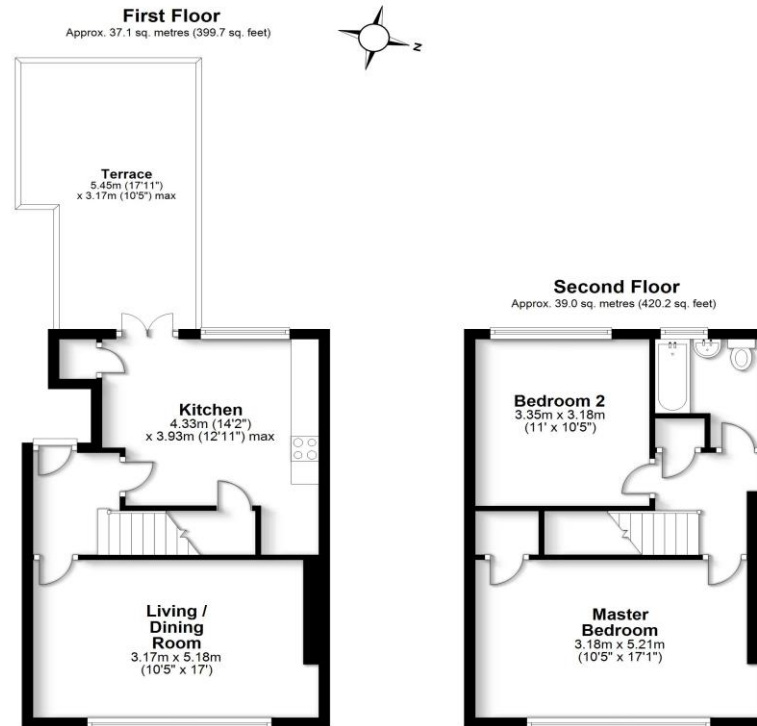 First Floor
Approx. 37.1 sq. metres (399.7 sq. feet)
N
Terrace
5.45m (17'11")
x 3.17m (10'5") max
Kitchen
4.33m (14'2")
x 3.93m (12'11") max
Living /
Dining
Room
3.17m x 5.18m
(10'5" x 17')
Second Floor
Approx. 39.0 sq. metres (420.2 sq. feet)
Bedroom 2
3.35m x 3.18m
(11' x 10'5")
Master
Bedroom
3.18m x 5.21m
(10'5" x 17'1")